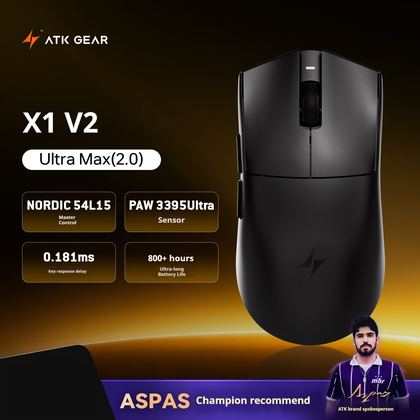 ATK GEAR
X1 V2
Ultra Max(2.0)
NORDIC 54L15
Master
Control
PAW 3395Ultra
Sensor
0.181ms
Key response delay
800+ hours
Ultra-long
Battery Life
ASPAS Champion recommend
ATK brand spokesperson